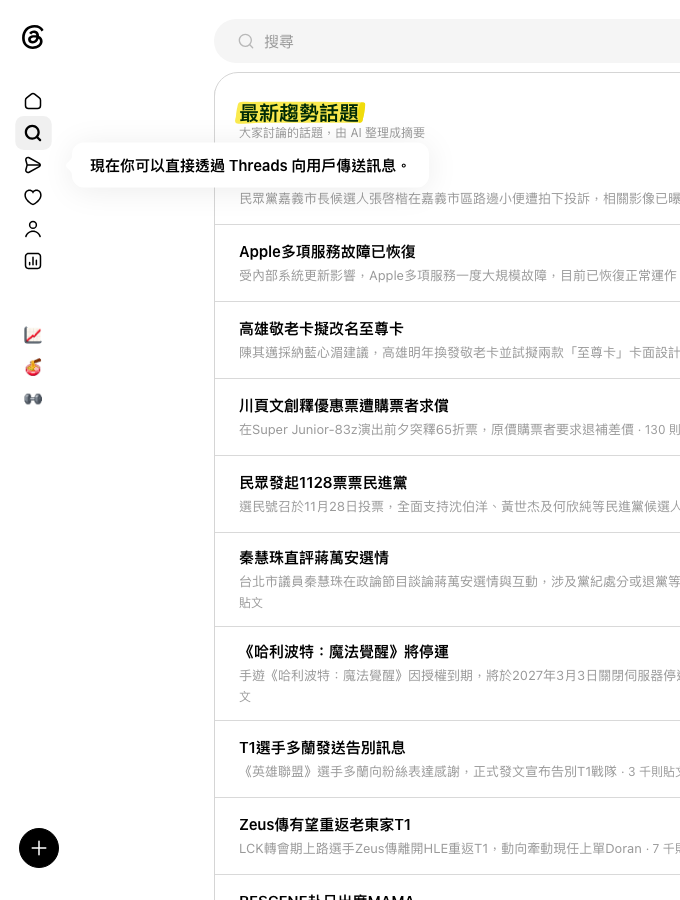 搜尋
最新趨勢話題
大家討論的話題，由 AI 整理成摘要
現在你可以直接透過 Threads 向用戶傳送訊息。
民眾黨嘉義市長候選人張啓楷在嘉義市區路邊小便遭拍下投訴，相關影像已曝
Apple多項服務故障已恢復
受內部系統更新影響，Apple多項服務一度大規模故障，目前已恢復正常運作
高雄敬老卡擬改名至尊卡
陳其邁採納藍心湄建議，高雄明年換發敬老卡並試擬兩款「至尊卡」卡面設計
川頁文創釋優惠票遭購票者求償
在Super Junior-83z演出前夕突釋65折票，原價購票者要求退補差價 · 130 則
民眾發起1128票票民進黨
選民號召於11月28日投票，全面支持沈伯洋、黃世杰及何欣純等民進黨候選人
秦慧珠直評蔣萬安選情
台北市議員秦慧珠在政論節目談論蔣萬安選情與互動，涉及黨紀處分或退黨等
貼文
《哈利波特：魔法覺醒》將停運
手遊《哈利波特：魔法覺醒》因授權到期，將於2027年3月3日關閉伺服器停運
文
T1選手多蘭發送告別訊息
《英雄聯盟》選手多蘭向粉絲表達感謝，正式發文宣布告別T1戰隊 · 3 千則貼文
Zeus傳有望重返老東家T1
LCK轉會期上路選手Zeus傳離開HLE重返T1，動向牽動現任上單Doran · 7 千則